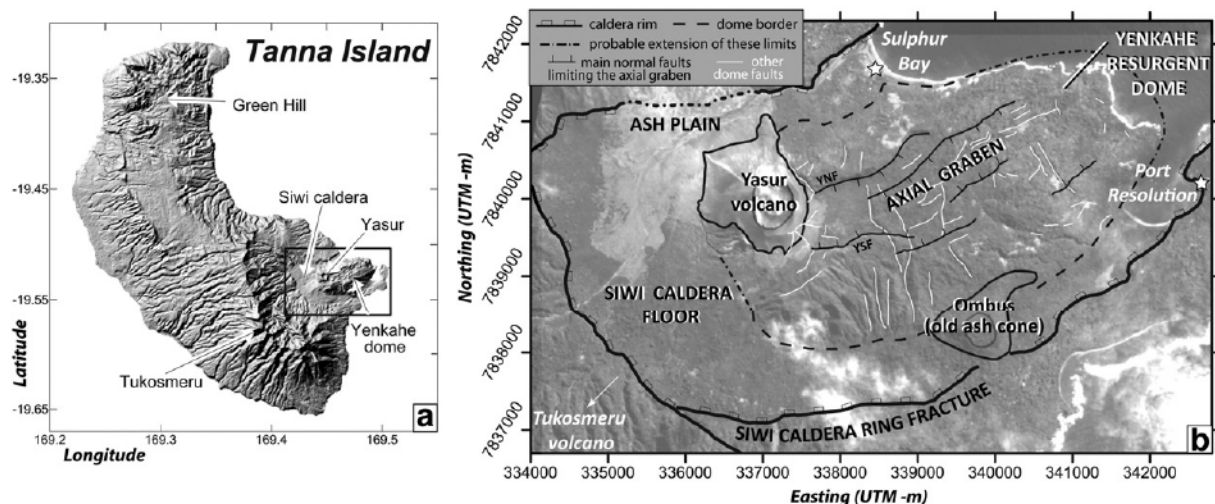 Tanna Island
-19.35
Green Hill
-19.45
Siwi caldera
Yasur
-19.55
Yenkahe
dome
Tukosmeru
-19.65
169.2
169.3
169.4
169.5
Latitude
Longitude
a
caldera rim
dome border
probable extension of these limits
main normal faults
limiting the axial graben
other
dome faults
Sulphur
Bay
YENKAHE
RESURGENT
DOME
ASH PLAIN
Yasur
volcano
YNF
AXIAL GRABEN
Port
Resolution
YSF
SIWI CALDERA
FLOOR
Ombus
(old ash cone)
Tukosmeru
volcano
SIWI CALDERA RING FRACTURE
b
7842000
7841000
7840000
7839000
7838000
7837000
Northing (UTM -m)
334000
335000
336000
337000
338000
339000
340000
341000
342000
Easting (UTM -m)